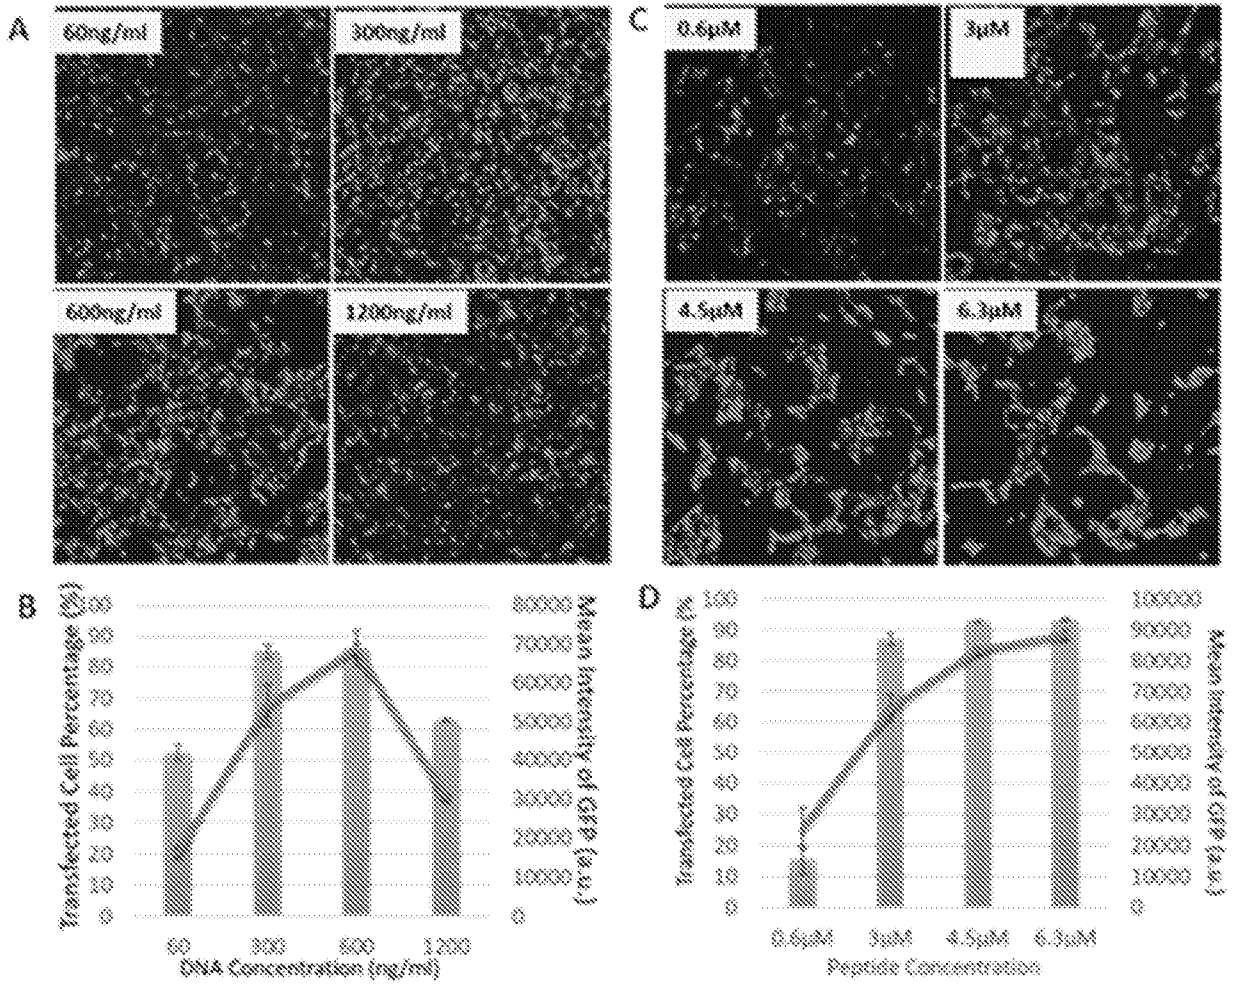 A
60ng/ml
300ng/ml
600ng/ml
1200ng/ml
C
0.6μM
3μM
4.5μM
6.3μM
B
Transfected Cell Percentage (%)
100
90
80
70
60
50
40
30
20
10
0
80000
70000
60000
50000
40000
30000
20000
10000
0
Mean Intensity of GFP (a.u.)
60 300 600 1200
DNA Concentration (ng/ml)
D
Transfected Cell Percentage (%
100
90
80
70
60
50
40
30
20
10
0
100000
90000
80000
70000
60000
50000
40000
30000
20000
10000
0
Mean Intensity of GFP (a.u.)
0.6μM 3μM 4.5μM 6.3μM
Peptide Concentration